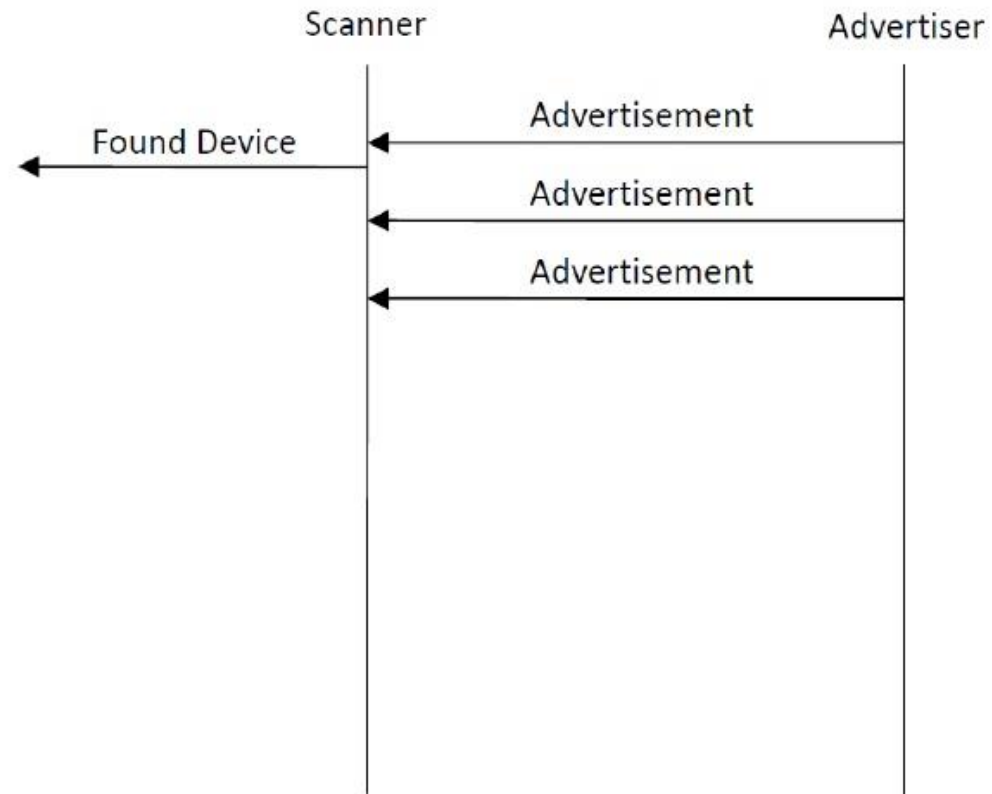 Scanner
Advertiser
Advertisement
Found Device
Advertisement
Advertisement